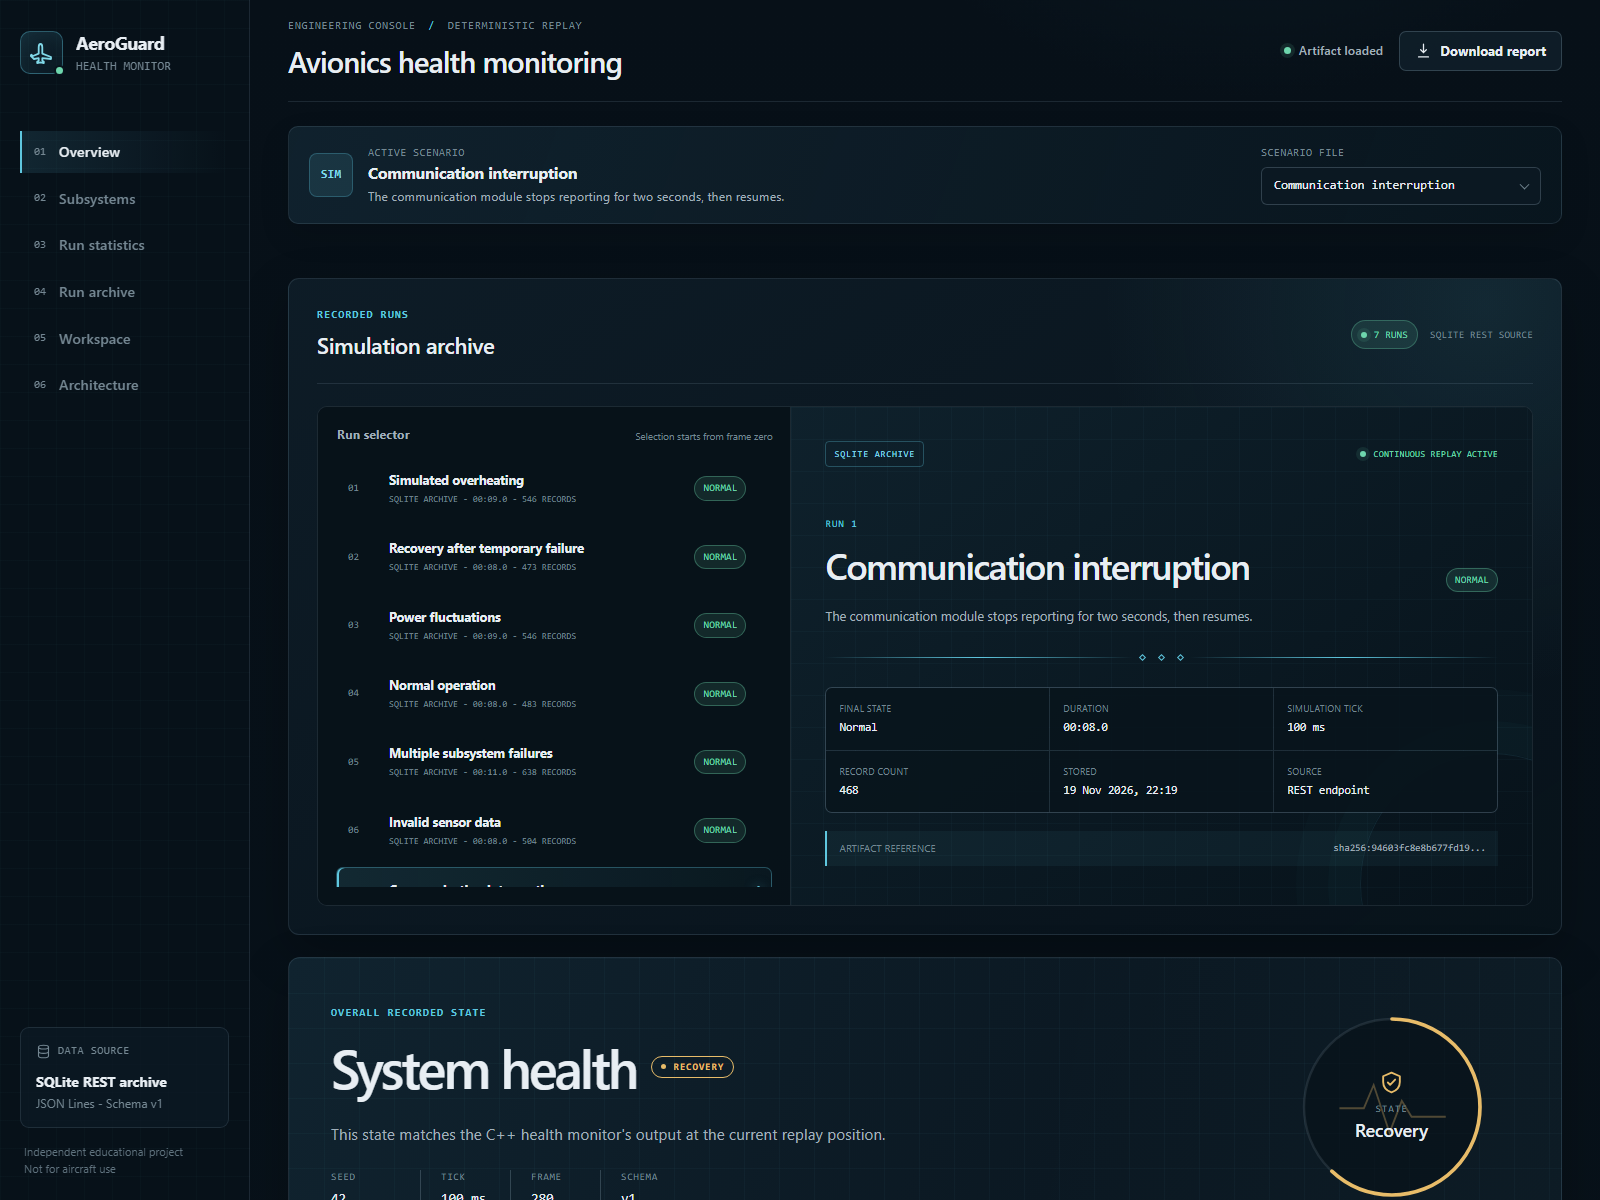 AeroGuard
HEALTH MONITOR
01 Overview
02 Subsystems
03 Run statistics
04 Run archive
05 Workspace
06 Architecture
DATA SOURCE
SQLite REST archive
JSON Lines - Schema v1
Independent educational project
Not for aircraft use
ENGINEERING CONSOLE / DETERMINISTIC REPLAY
Avionics health monitoring
Artifact loaded
Download report
SIM
ACTIVE SCENARIO
Communication interruption
The communication module stops reporting for two seconds, then resumes.
SCENARIO FILE
Communication interruption
RECORDED RUNS
Simulation archive
7 RUNS
SQLITE REST SOURCE
Run selector
Selection starts from frame zero
01 Simulated overheating NORMAL
SQLITE ARCHIVE - 00:09.0 - 546 RECORDS
02 Recovery after temporary failure NORMAL
SQLITE ARCHIVE - 00:08.0 - 473 RECORDS
03 Power fluctuations NORMAL
SQLITE ARCHIVE - 00:09.0 - 546 RECORDS
04 Normal operation NORMAL
SQLITE ARCHIVE - 00:08.0 - 483 RECORDS
05 Multiple subsystem failures NORMAL
SQLITE ARCHIVE - 00:11.0 - 638 RECORDS
06 Invalid sensor data NORMAL
SQLITE ARCHIVE - 00:08.0 - 504 RECORDS
SQLITE ARCHIVE
CONTINUOUS REPLAY ACTIVE
RUN 1
Communication interruption
NORMAL
The communication module stops reporting for two seconds, then resumes.
FINAL STATE
Normal
DURATION
00:08.0
SIMULATION TICK
100 ms
RECORD COUNT
468
STORED
19 Nov 2026, 22:19
SOURCE
REST endpoint
ARTIFACT REFERENCE
sha256:94603fc8e8b677fd19...
OVERALL RECORDED STATE
System health
RECOVERY
This state matches the C++ health monitor's output at the current replay position.
STATE
Recovery
SEED
42
TICK
100 ms
FRAME
280
SCHEMA
v1